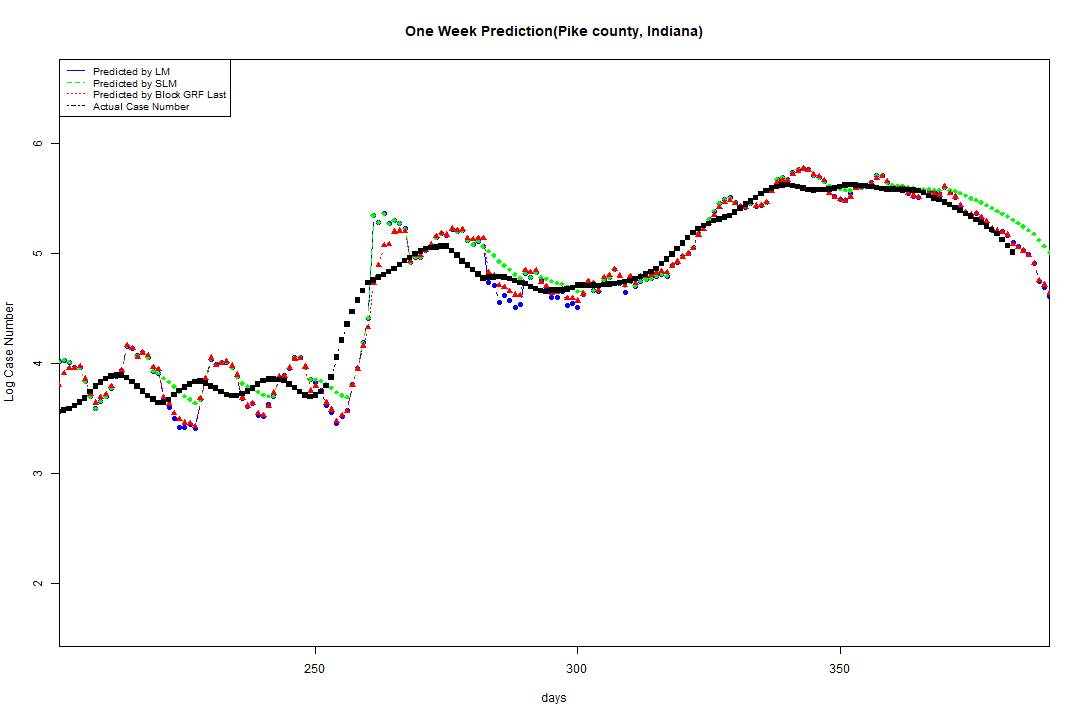 One Week Prediction(Pike county, Indiana)
Predicted by LM
Predicted by SLM
Predicted by Block GRF Last
Actual Case Number
6
5
4
3
2
Log Case Number
250
300
350
days